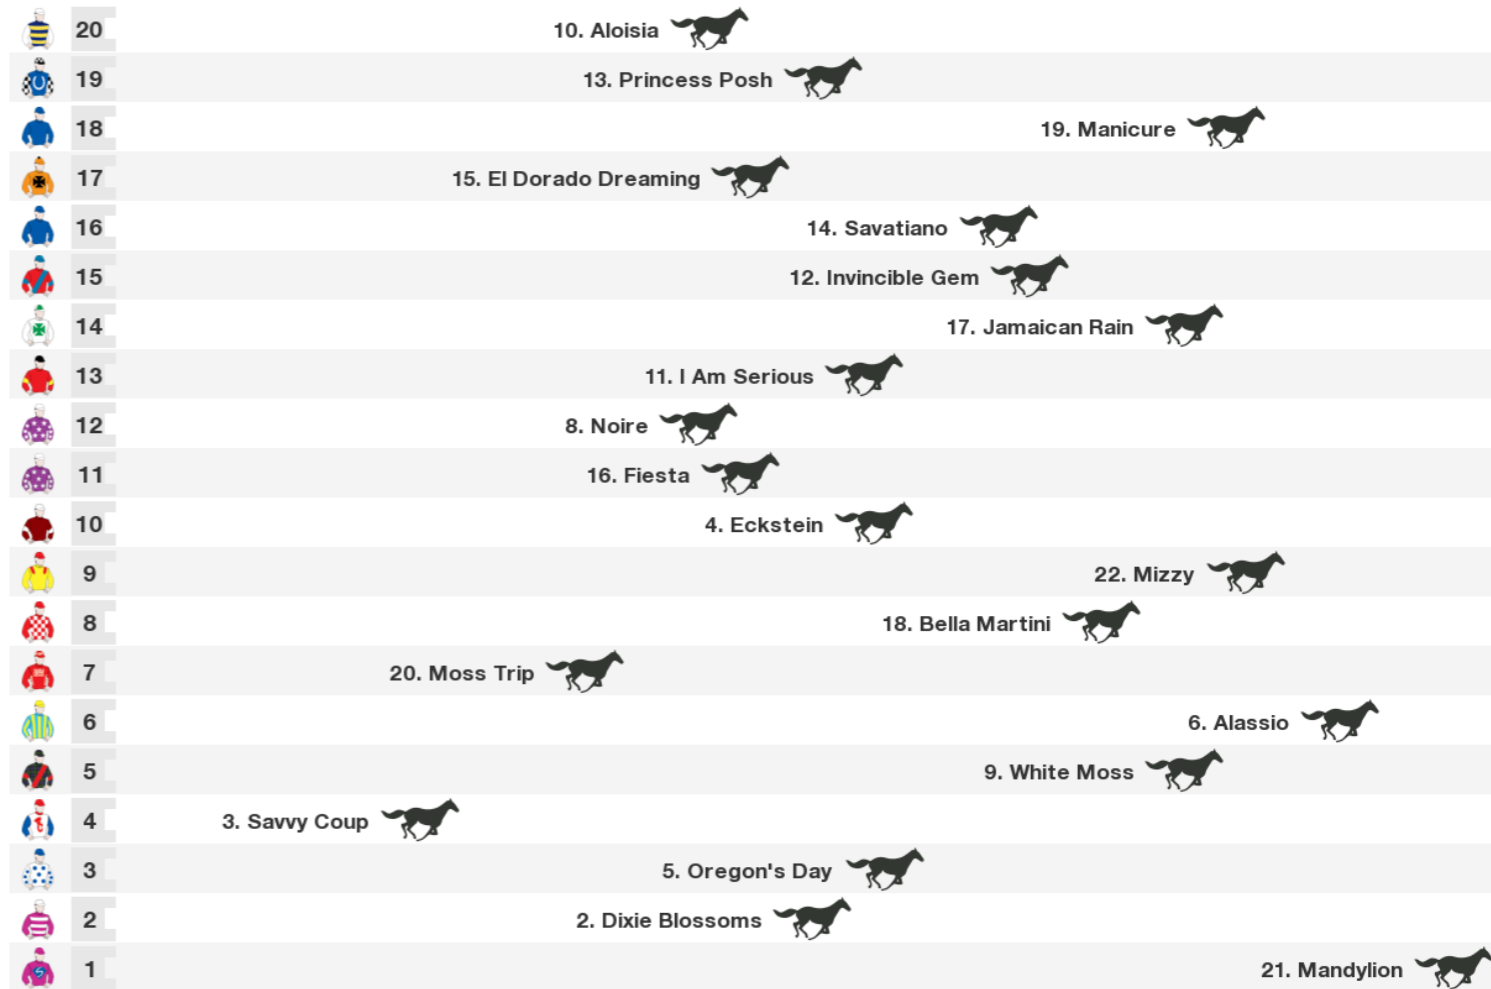 20 10. Aloisia
19 13. Princess Posh
18 19. Manicure
17 15. El Dorado Dreaming
16 14. Savatiano
15 12. Invincible Gem
14 17. Jamaican Rain
13 11. I Am Serious
12 8. Noire
11 16. Fiesta
10 4. Eckstein
9 22. Mizzy
8 18. Bella Martini
7 20. Moss Trip
6 6. Alassio
5 9. White Moss
4 3. Savvy Coup
3 5. Oregon's Day
2 2. Dixie Blossoms
1 21. Mandylion